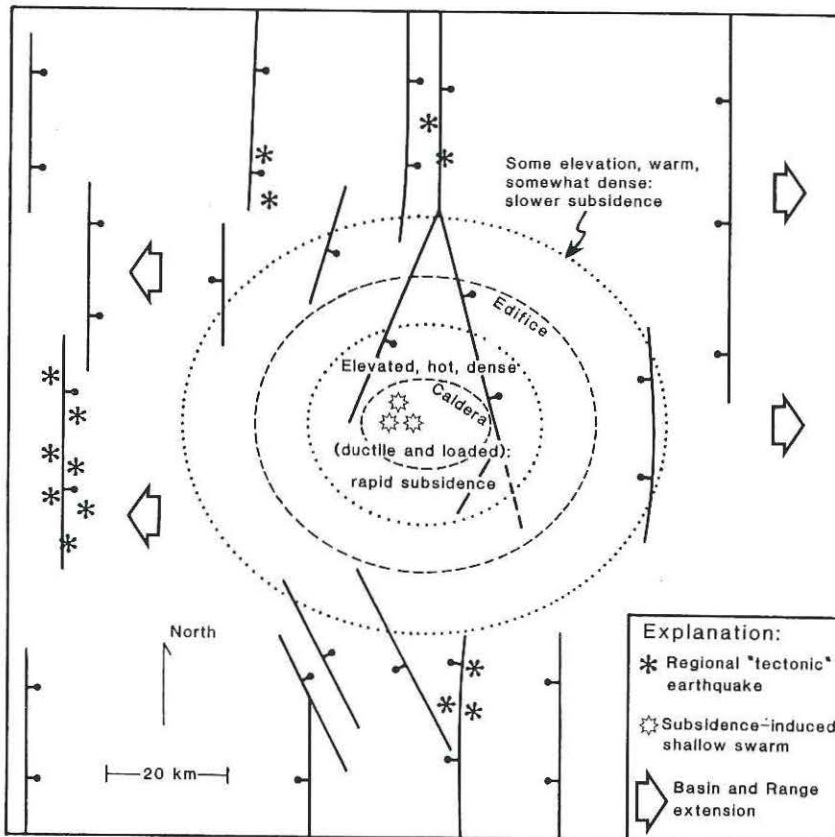 Some elevation, warm,
somewhat dense:
slower subsidence
Edifice
Elevated, hot, dense
Caldera
(ductile and loaded):
rapid subsidence
North
20 km
Explanation:
Regional "tectonic"
earthquake
Subsidence-induced
shallow swarm
Basin and Range
extension